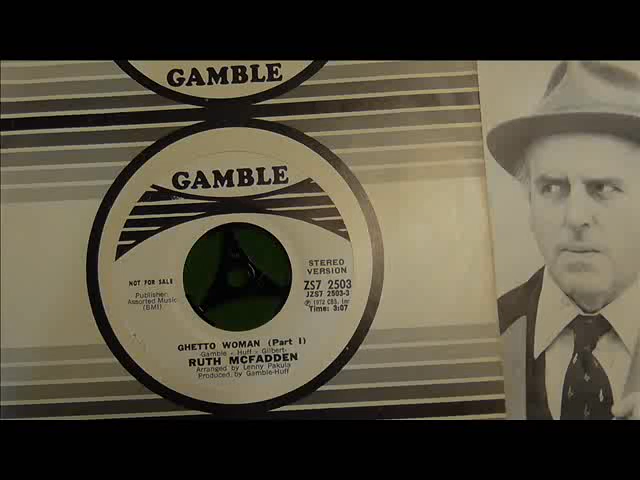 GAMBLE
GAMBLE
STEREO
VERSION
NOT FOR SALE
ZS7 2503
JZS7 2503-3
Publisher:
Assorted Music
(BMI)
Ⓟ 1972 CBS, Inc
Time: 3:07
GHETTO WOMAN (Part I)
Gamble - Huff - Gilbert-
RUTH MCFADDEN
Arranged by Lenny Pakula
Produced by Gamble-Huff